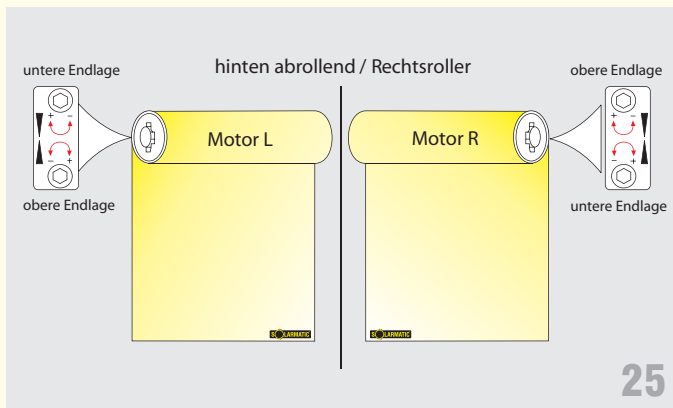 hinten abrollend / Rechtsroller
untere Endlage
+ −
− +
obere Endlage
Motor L
SOLARMATIC
Motor R
SOLARMATIC
obere Endlage
+ −
− +
untere Endlage
25